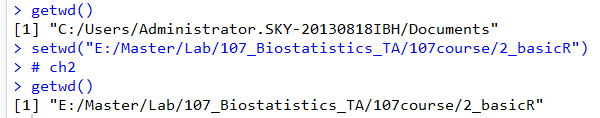 > getwd()
[1] "C:/Users/Administrator.SKY-20130818IBH/Documents"
> setwd("E:/Master/Lab/107_Biostatistics_TA/107course/2_basicR")
> # ch2
> getwd()
[1] "E:/Master/Lab/107_Biostatistics_TA/107course/2_basicR"